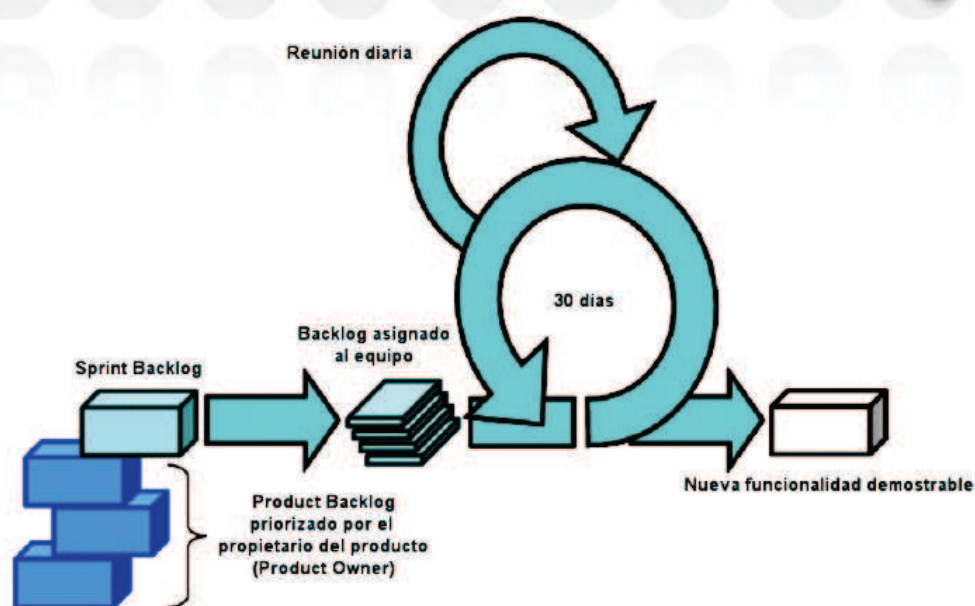 Reunión diaria
30 dias
Backlog asignado
al equipo
Sprint Backlog
Nueva funcionalidad demostrable
Product Backlog
priorizado por el
propietario del producto
(Product Owner)